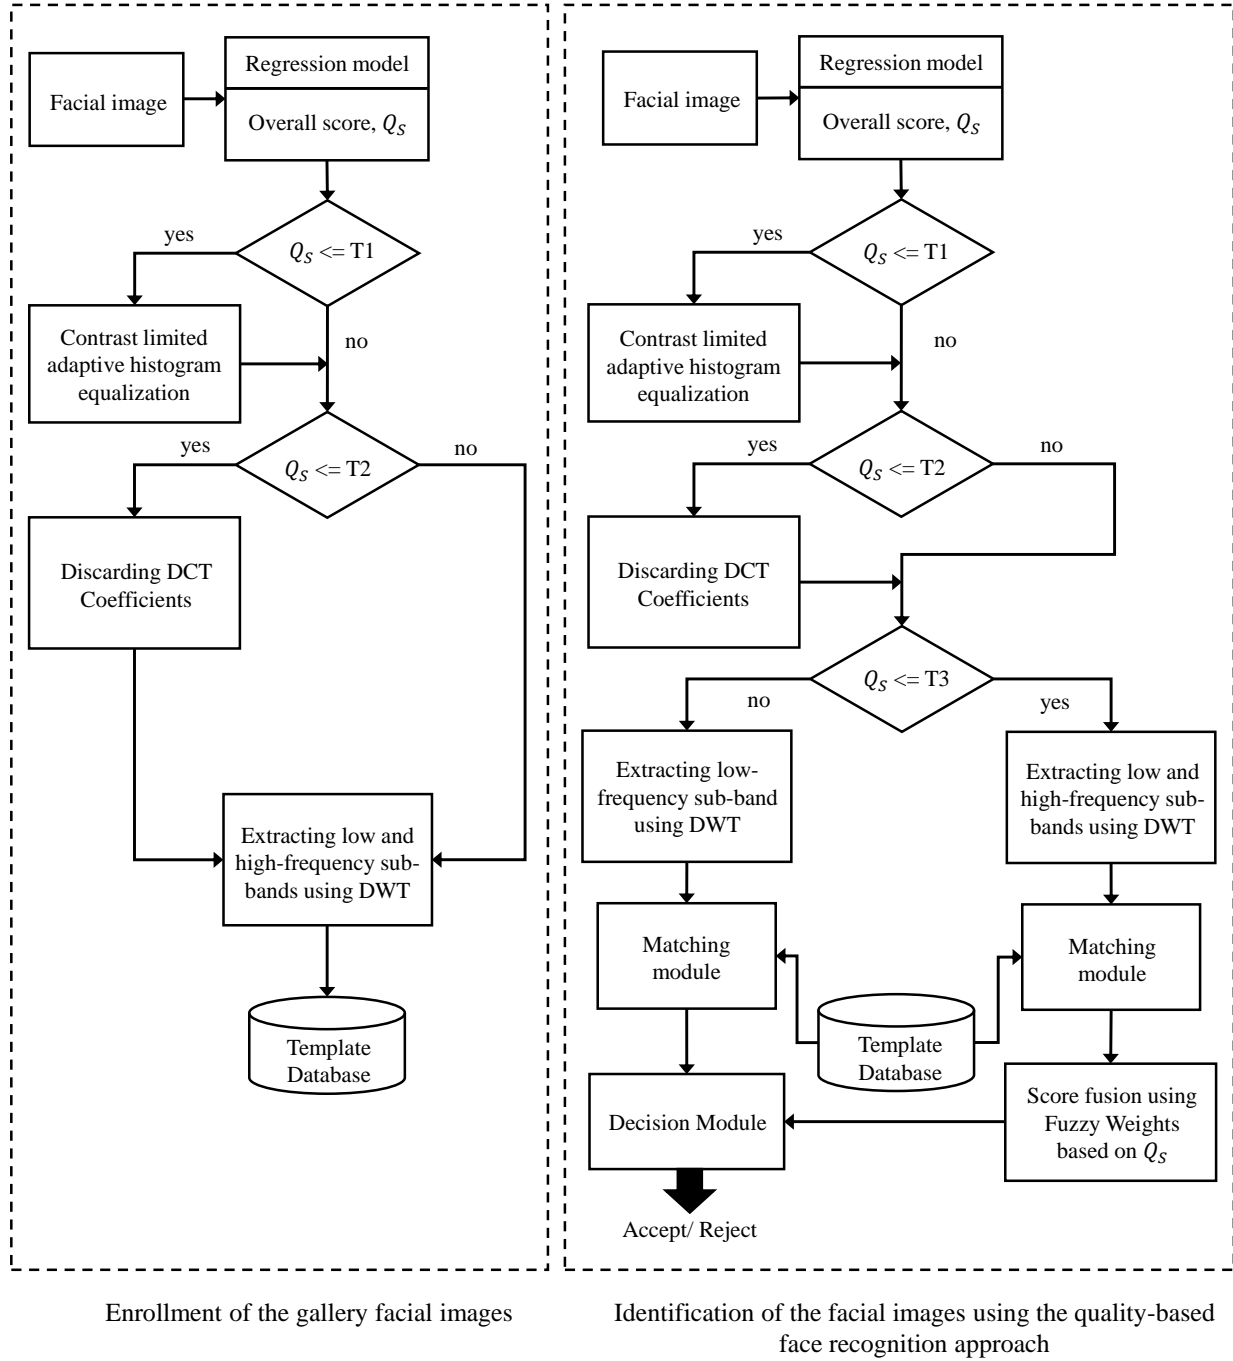 Facial image
Regression model
Overall score, Q_S
yes
Q_S <= T1
Contrast limited
adaptive histogram
equalization
no
yes
no
Q_S <= T2
Discarding DCT
Coefficients
Extracting low and
high-frequency sub-
bands using DWT
Template
Database
Enrollment of the gallery facial images
Facial image
Regression model
Overall score, Q_S
yes
Q_S <= T1
Contrast limited
adaptive histogram
equalization
no
yes
no
Q_S <= T2
Discarding DCT
Coefficients
Q_S <= T3
no
yes
Extracting low-
frequency sub-band
using DWT
Extracting low and
high-frequency sub-
bands using DWT
Matching
module
Matching
module
Template
Database
Decision Module
Score fusion using
Fuzzy Weights
based on Q_S
Accept/ Reject
Identification of the facial images using the quality-based
face recognition approach